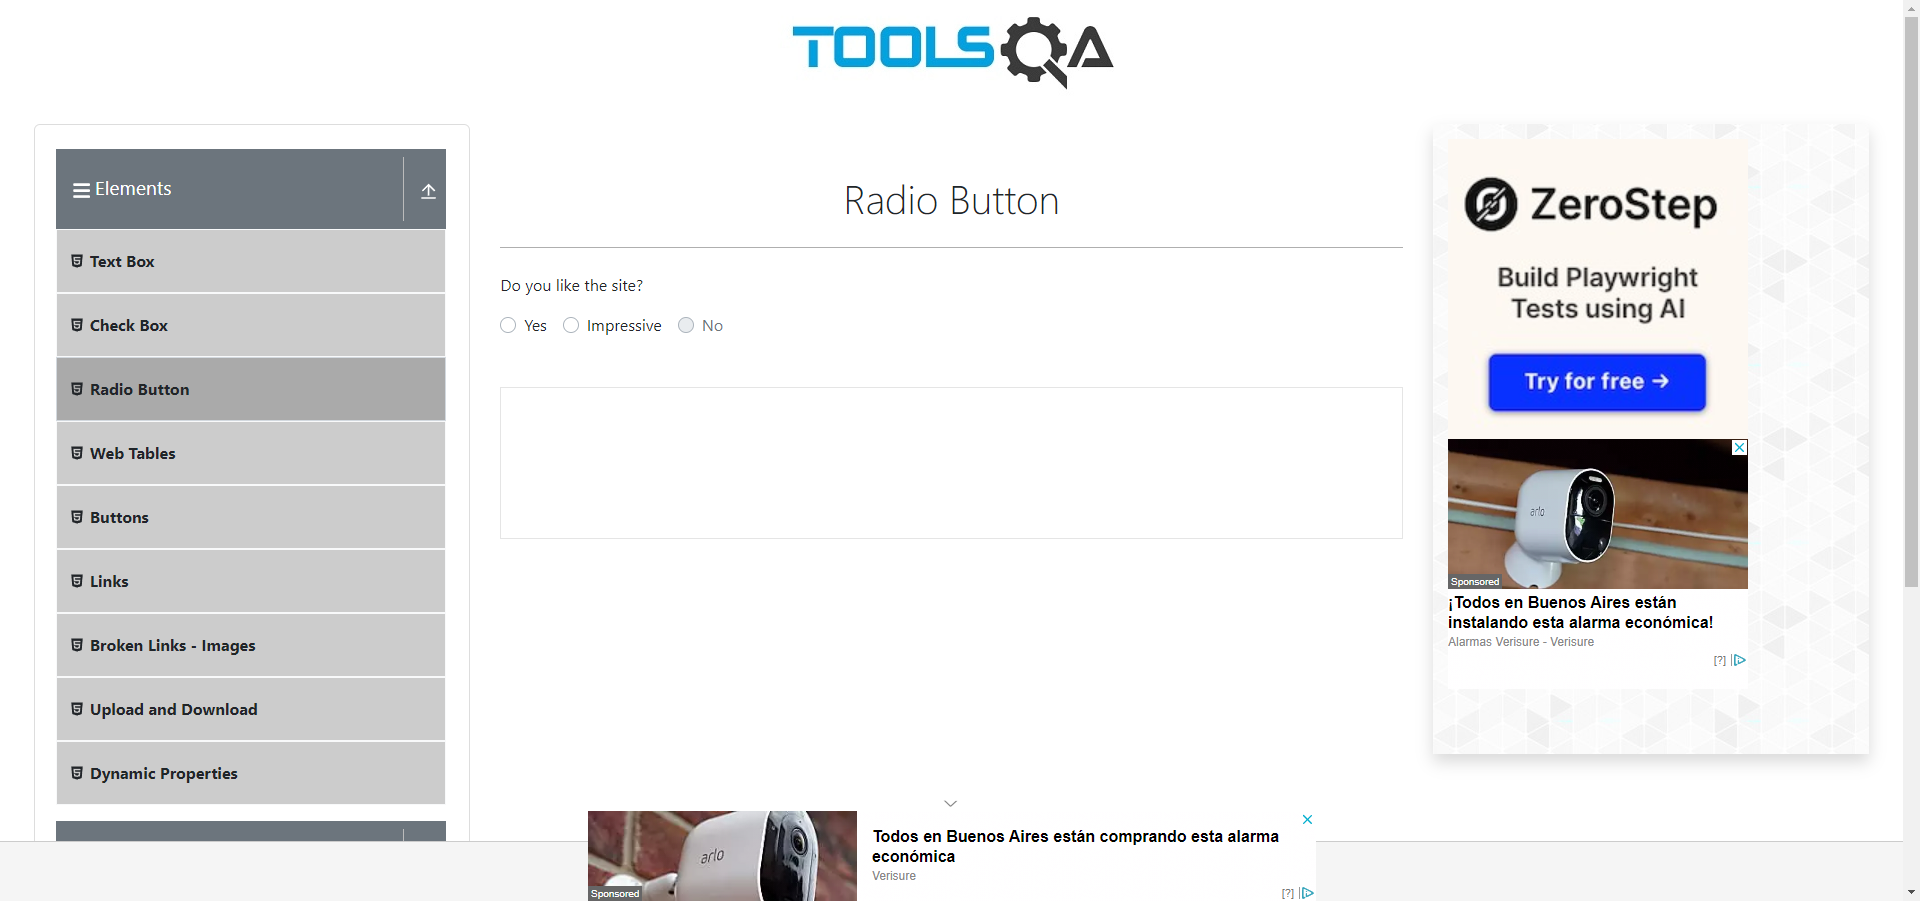 TOOLSQA
Elements
Text Box
Check Box
Radio Button
Web Tables
Buttons
Links
Broken Links - Images
Upload and Download
Dynamic Properties
Radio Button
Do you like the site?
Yes
Impressive
No
ZeroStep
Build Playwright
Tests using AI
Try for free →
arlo
Sponsored
¡Todos en Buenos Aires están
instalando esta alarma económica!
Alarmas Verisure - Verisure
[?]
arlo
Sponsored
Todos en Buenos Aires están comprando esta alarma
económica
Verisure
[?]